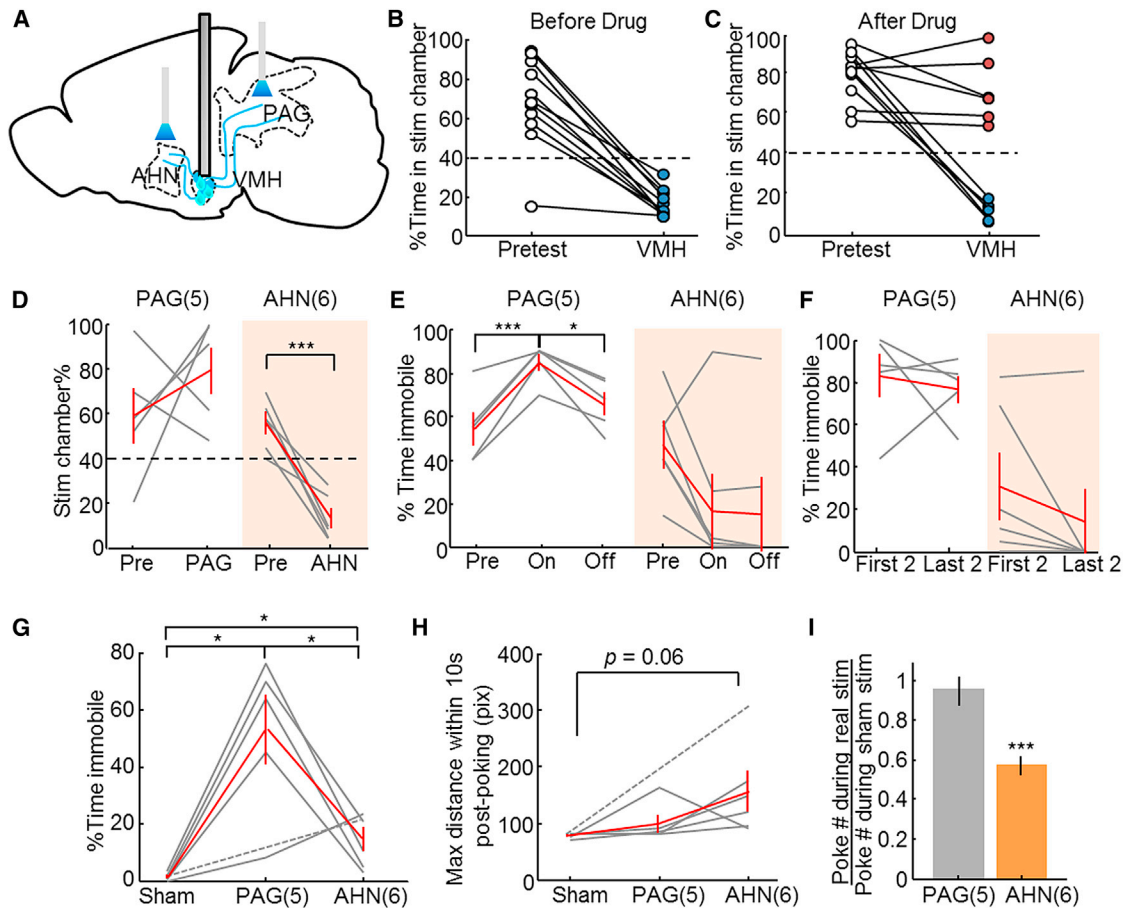 A
PAG
AHN
VMH
B
Before Drug
%Time in stim chamber
100
80
60
40
20
0
Pretest VMH
C
After Drug
%Time in stim chamber
100
80
60
40
20
0
Pretest VMH
D
PAG(5) AHN(6)
Stim chamber%
100
80
60
40
20
0
***
Pre PAG Pre AHN
E
PAG(5) AHN(6)
% Time immobile
100
80
60
40
20
0
*** *
Pre On Off Pre On Off
F
PAG(5) AHN(6)
% Time immobile
100
80
60
40
20
0
First 2 Last 2 First 2 Last 2
G
%Time immobile
80
60
40
20
0
*
* *
Sham PAG(5) AHN(6)
H
Max distance within 10s
post-poking (pix)
400
300
200
100
0
p = 0.06
Sham PAG(5) AHN(6)
I
Poke # during real stim
Poke # during sham stim
1
0.8
0.6
0.4
0.2
0
***
PAG(5) AHN(6)